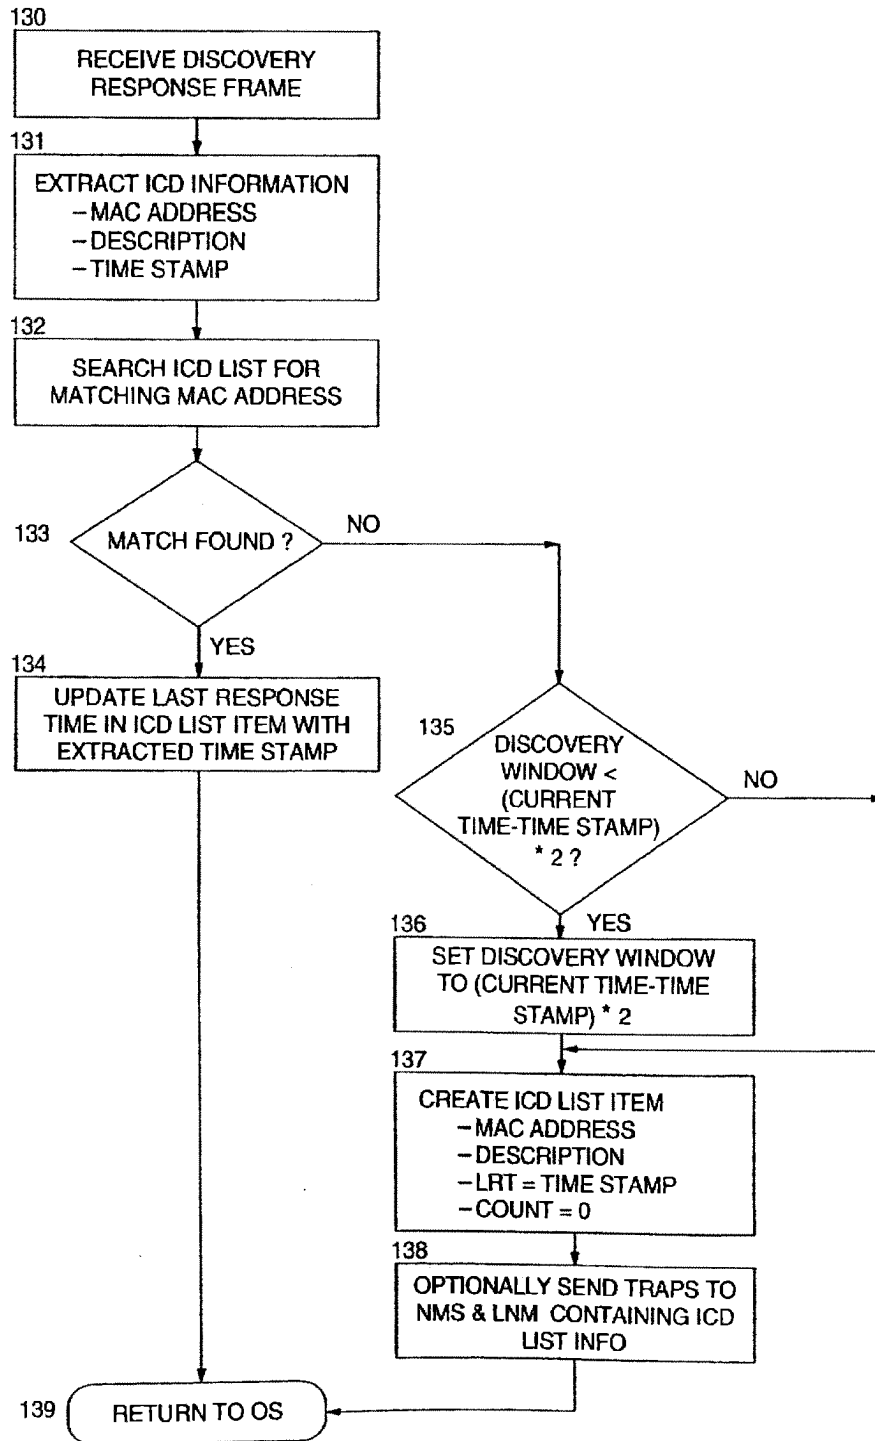 130
RECEIVE DISCOVERY
RESPONSE FRAME
131
EXTRACT ICD INFORMATION
–MAC ADDRESS
–DESCRIPTION
–TIME STAMP
132
SEARCH ICD LIST FOR
MATCHING MAC ADDRESS
133
MATCH FOUND ?
NO
YES
134
UPDATE LAST RESPONSE
TIME IN ICD LIST ITEM WITH
EXTRACTED TIME STAMP
135
DISCOVERY
WINDOW <
(CURRENT
TIME-TIME STAMP)
* 2 ?
NO
YES
136
SET DISCOVERY WINDOW
TO (CURRENT TIME-TIME
STAMP) * 2
137
CREATE ICD LIST ITEM
–MAC ADDRESS
–DESCRIPTION
–LRT = TIME STAMP
–COUNT = 0
138
OPTIONALLY SEND TRAPS TO
NMS & LNM CONTAINING ICD
LIST INFO
139
RETURN TO OS